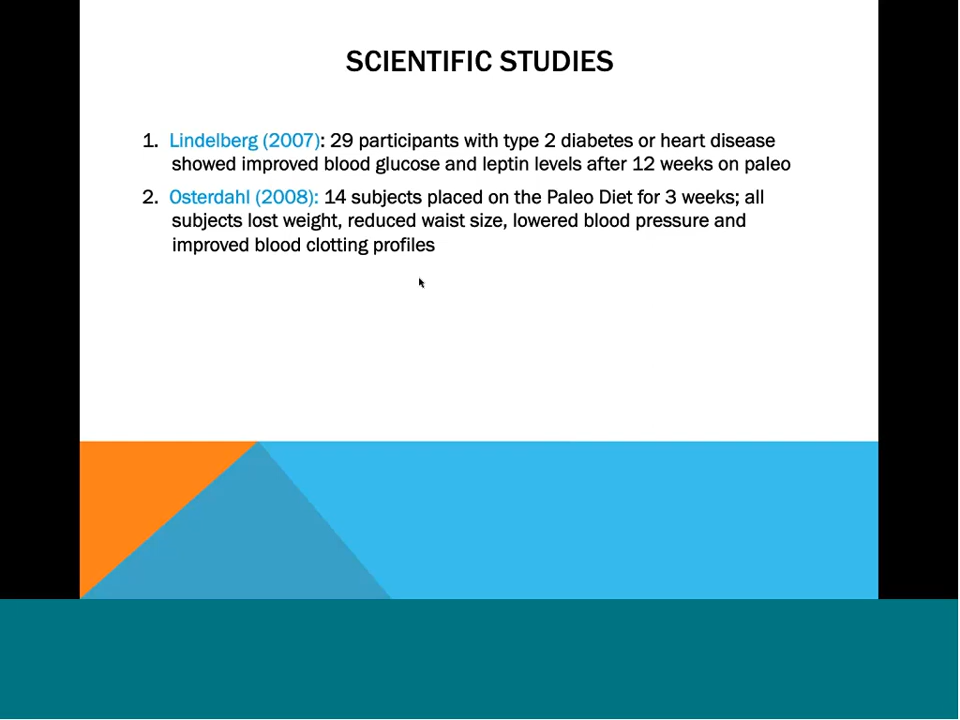 SCIENTIFIC STUDIES
1. Lindelberg (2007): 29 participants with type 2 diabetes or heart disease
showed improved blood glucose and leptin levels after 12 weeks on paleo
2. Osterdahl (2008): 14 subjects placed on the Paleo Diet for 3 weeks; all
subjects lost weight, reduced waist size, lowered blood pressure and
improved blood clotting profiles